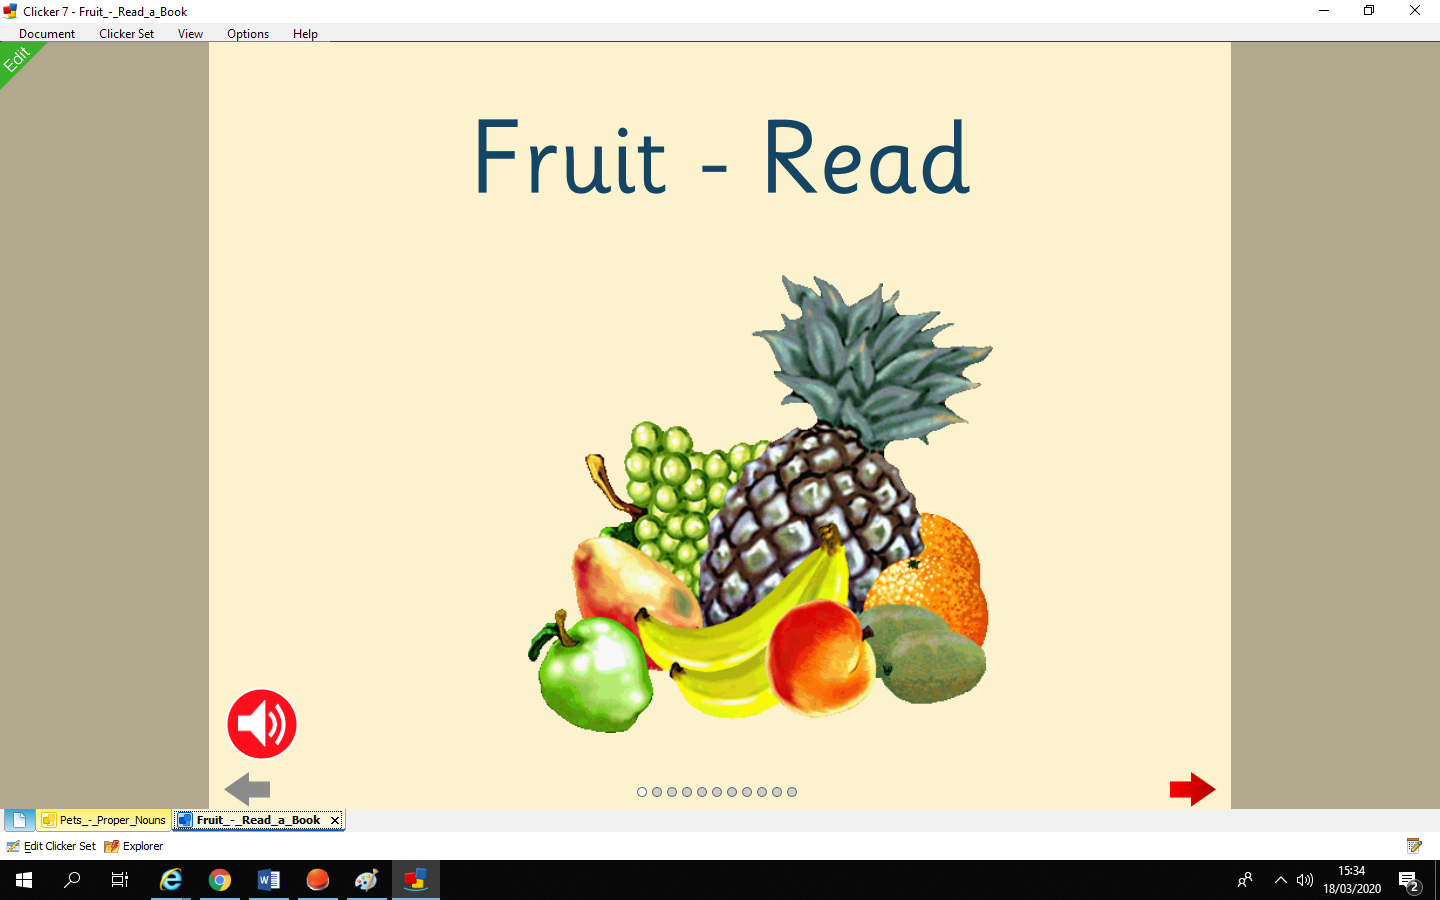 Clicker 7 - Fruit_-_Read_a_Book
Document Clicker Set View Options Help
Edit
Fruit - Read
Pets_-_Proper_Nouns Fruit_-_Read_a_Book
Edit Clicker Set Explorer
15:34
18/03/2020
2